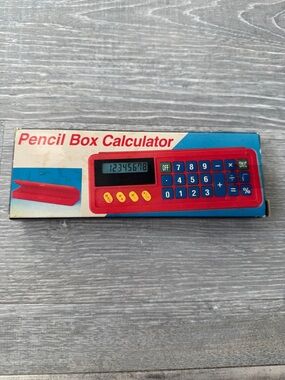 Pencil Box Calculator
12345678
OFF 7 8 9 - ×
. 4 5 6 + ÷ √
0 1 2 3 = %